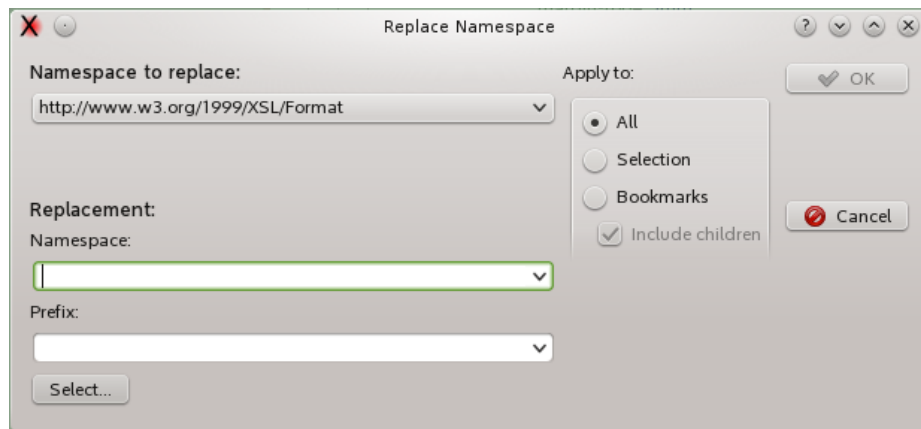 Replace Namespace
Namespace to replace:
http://www.w3.org/1999/XSL/Format
Apply to:
All
Selection
Bookmarks
Include children
OK
Cancel
Replacement:
Namespace:
Prefix:
Select...